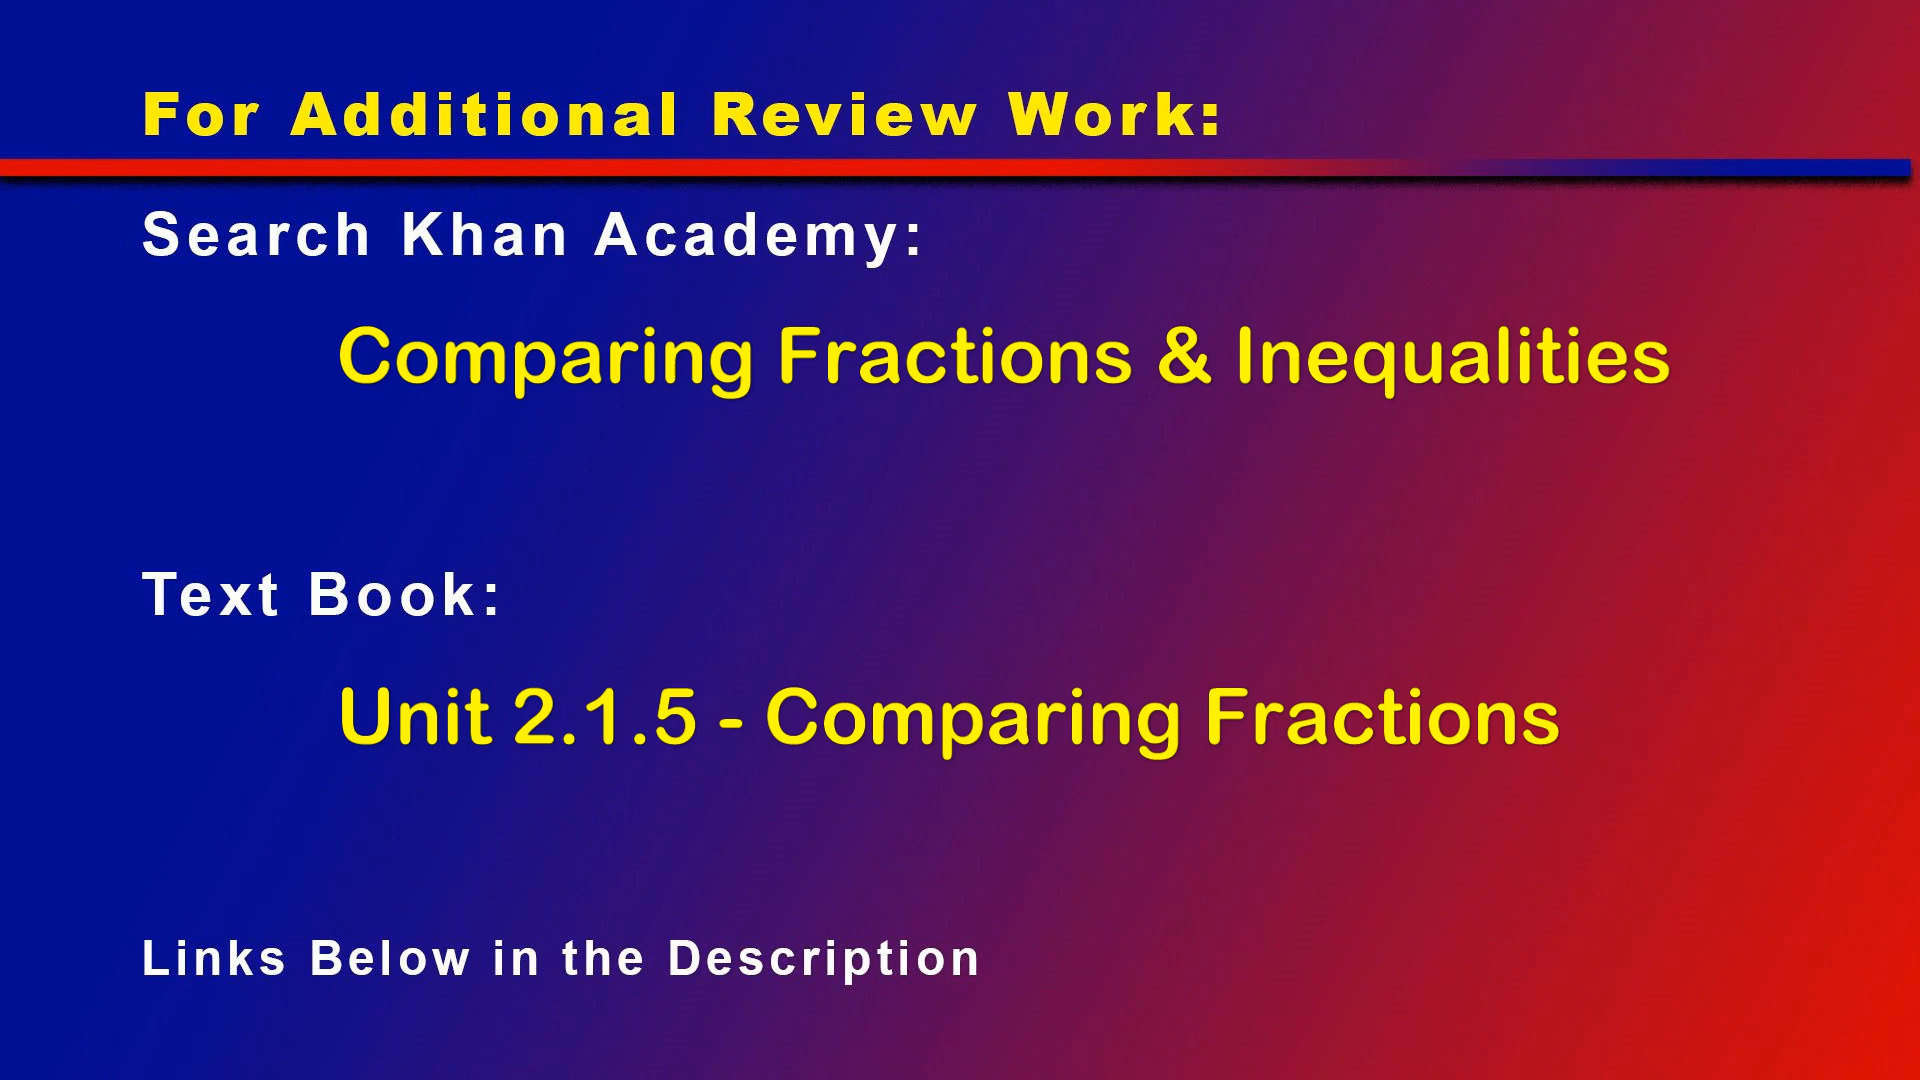 For Additional Review Work:
Search Khan Academy:
Comparing Fractions & Inequalities
Text Book:
Unit 2.1.5 - Comparing Fractions
Links Below in the Description